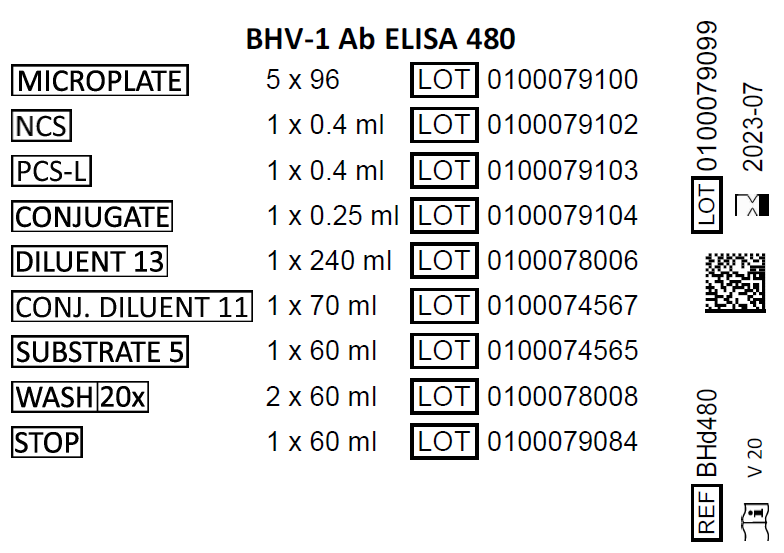 BHV-1 Ab ELISA 480
MICROPLATE 5 x 96 LOT 0100079100
NCS 1 x 0.4 ml LOT 0100079102
PCS-L 1 x 0.4 ml LOT 0100079103
CONJUGATE 1 x 0.25 ml LOT 0100079104
DILUENT 13 1 x 240 ml LOT 0100078006
CONJ. DILUENT 11 1 x 70 ml LOT 0100074567
SUBSTRATE 5 1 x 60 ml LOT 0100074565
WASH 20x 2 x 60 ml LOT 0100078008
STOP 1 x 60 ml LOT 0100079084
LOT 0100079099
2023-07
REF BHd480
V 20